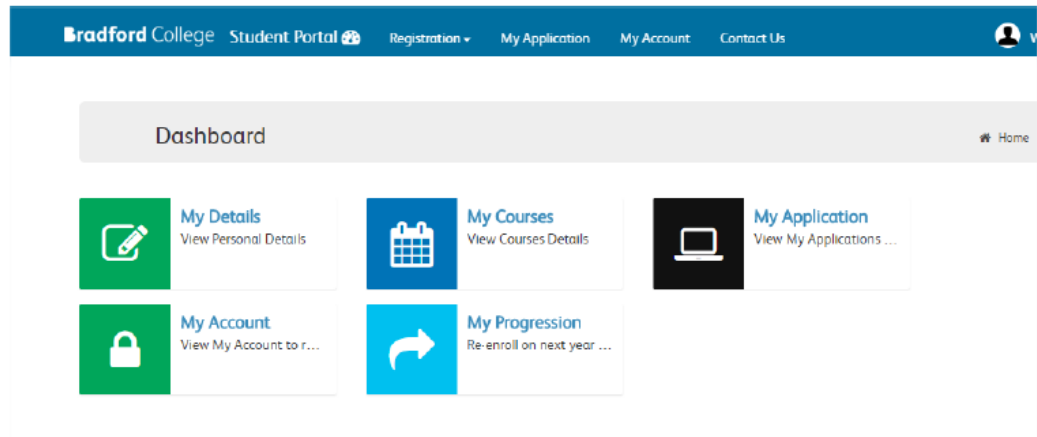 Bradford College Student Portal Registration My Application My Account Contact Us
Dashboard Home
My Details
View Personal Details
My Courses
View Courses Details
My Application
View My Applications ...
My Account
View My Account to r...
My Progression
Re-enroll on next year ...